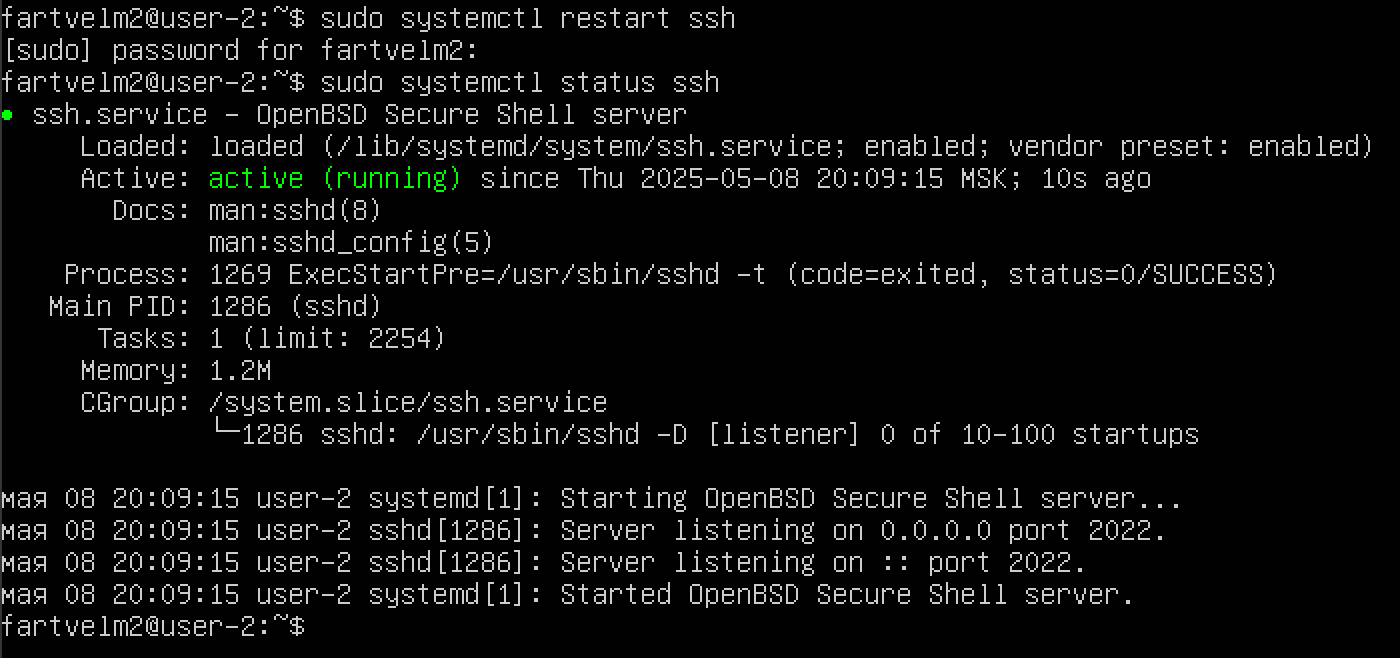 fartvelm2@user-2:~$ sudo systemctl restart ssh
[sudo] password for fartvelm2:
fartvelm2@user-2:~$ sudo systemctl status ssh
● ssh.service - OpenBSD Secure Shell server
     Loaded: loaded (/lib/systemd/system/ssh.service; enabled; vendor preset: enabled)
     Active: active (running) since Thu 2025-05-08 20:09:15 MSK; 10s ago
       Docs: man:sshd(8)
             man:sshd_config(5)
    Process: 1269 ExecStartPre=/usr/sbin/sshd -t (code=exited, status=0/SUCCESS)
   Main PID: 1286 (sshd)
      Tasks: 1 (limit: 2254)
     Memory: 1.2M
     CGroup: /system.slice/ssh.service
             └─1286 sshd: /usr/sbin/sshd -D [listener] 0 of 10-100 startups

мая 08 20:09:15 user-2 systemd[1]: Starting OpenBSD Secure Shell server...
мая 08 20:09:15 user-2 sshd[1286]: Server listening on 0.0.0.0 port 2022.
мая 08 20:09:15 user-2 sshd[1286]: Server listening on :: port 2022.
мая 08 20:09:15 user-2 systemd[1]: Started OpenBSD Secure Shell server.
fartvelm2@user-2:~$